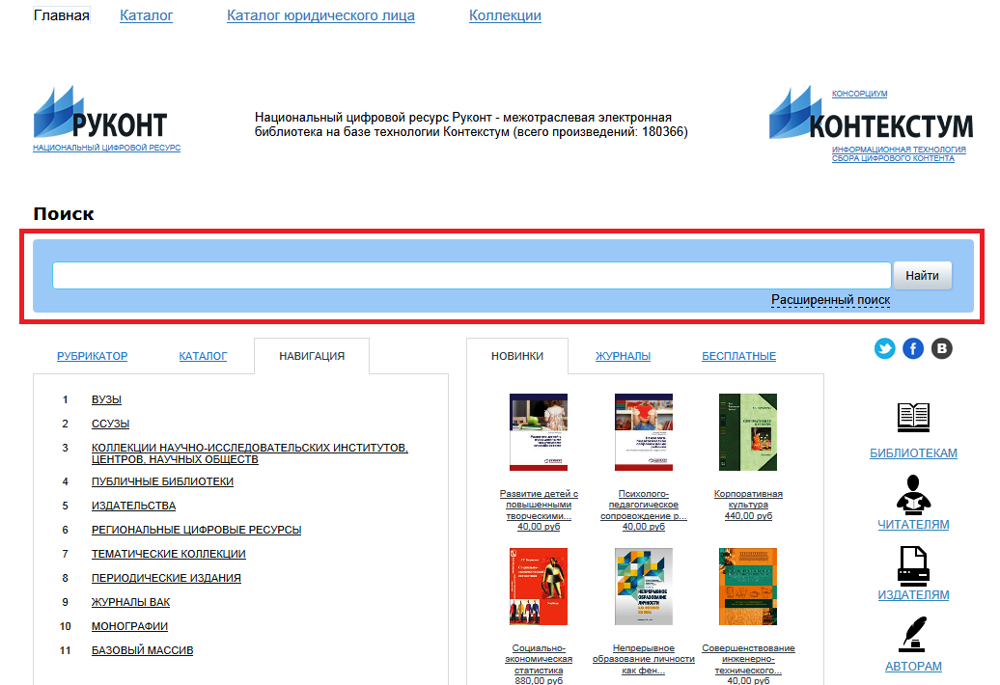 Главная
Каталог
Каталог юридического лица
Коллекции
РУКОНТ
НАЦИОНАЛЬНЫЙ ЦИФРОВОЙ РЕСУРС
Национальный цифровой ресурс Руконт - межотраслевая электронная
библиотека на базе технологии Контекстум (всего произведений: 180366)
КОНСОРЦИУМ
КОНТЕКСТУМ
ИНФОРМАЦИОННАЯ ТЕХНОЛОГИЯ
СБОРА ЦИФРОВОГО КОНТЕНТА
Поиск
Найти
Расширенный поиск
РУБРИКАТОР
КАТАЛОГ
НАВИГАЦИЯ
1 ВУЗЫ
2 ССУЗЫ
3 КОЛЛЕКЦИИ НАУЧНО-ИССЛЕДОВАТЕЛЬСКИХ ИНСТИТУТОВ,
ЦЕНТРОВ, НАУЧНЫХ ОБЩЕСТВ
4 ПУБЛИЧНЫЕ БИБЛИОТЕКИ
5 ИЗДАТЕЛЬСТВА
6 РЕГИОНАЛЬНЫЕ ЦИФРОВЫЕ РЕСУРСЫ
7 ТЕМАТИЧЕСКИЕ КОЛЛЕКЦИИ
8 ПЕРИОДИЧЕСКИЕ ИЗДАНИЯ
9 ЖУРНАЛЫ ВАК
10 МОНОГРАФИИ
11 БАЗОВЫЙ МАССИВ
НОВИНКИ
ЖУРНАЛЫ
БЕСПЛАТНЫЕ
Развитие детей с
повышенными
творческими...
40,00 руб
Психолого-
педагогическое
сопровождение р...
40,00 руб
КОРПОРАТИВНАЯ
КУЛЬТУРА
Корпоративная
культура
440,00 руб
Социально-
экономическая
статистика
880,00 руб
НЕПРЕРЫВНОЕ
ОБРАЗОВАНИЕ
ЛИЧНОСТИ
Непрерывное
образование личности
как фен...
Совершенствование
инженерно-
технического...
40,00 руб
f
B
БИБЛИОТЕКАМ
ЧИТАТЕЛЯМ
ИЗДАТЕЛЯМ
АВТОРАМ